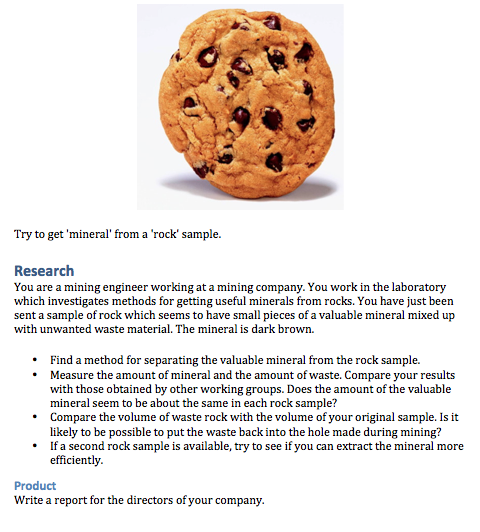 Try to get 'mineral' from a 'rock' sample.
Research
You are a mining engineer working at a mining company. You work in the laboratory
which investigates methods for getting useful minerals from rocks. You have just been
sent a sample of rock which seems to have small pieces of a valuable mineral mixed up
with unwanted waste material. The mineral is dark brown.
• Find a method for separating the valuable mineral from the rock sample.
• Measure the amount of mineral and the amount of waste. Compare your results
with those obtained by other working groups. Does the amount of the valuable
mineral seem to be about the same in each rock sample?
• Compare the volume of waste rock with the volume of your original sample. Is it
likely to be possible to put the waste back into the hole made during mining?
• If a second rock sample is available, try to see if you can extract the mineral more
efficiently.
Product
Write a report for the directors of your company.